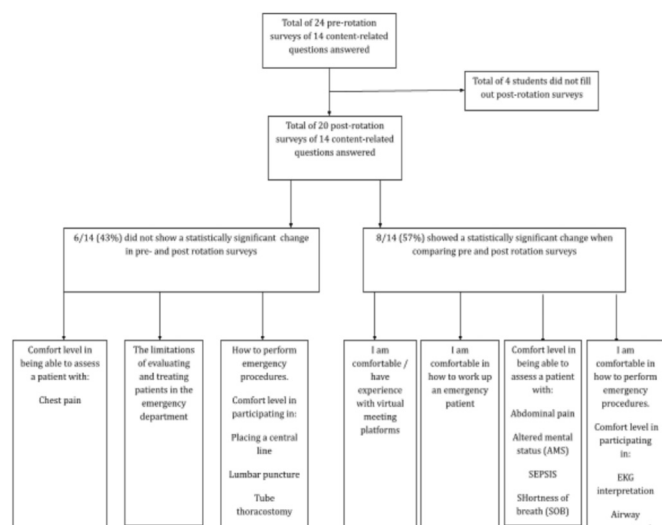 Total of 24 pre-rotation
surveys of 14 content-related
questions answered
Total of 4 students did not fill
out post-rotation surveys
Total of 20 post-rotation
surveys of 14 content-related
questions answered
6/14 (43%) did not show a statistically significant change
in pre- and post rotation surveys
8/14 (57%) showed a statistically significant change when
comparing pre and post rotation surveys
Comfort level in
being able to assess
a patient with:
Chest pain
The limitations of
evaluating and
treating patients in
the emergency
department
How to perform
emergency
procedures.
Comfort level in
participating in:
Placing a central
line
Lumbar puncture
Tube
thoracostomy
I am
comfortable /
have
experience
with virtual
meeting
platforms
I am
comfortable in
how to work up
an emergency
patient
Comfort level in
being able to
assess a patient
with:
Abdominal pain
Altered mental
status (AMS)
SEPSIS
SHortness of
breath (SOB)
I am
comfortable in
how to perform
emergency
procedures.
Comfort level in
participating in:
EKG
interpretation
Airway